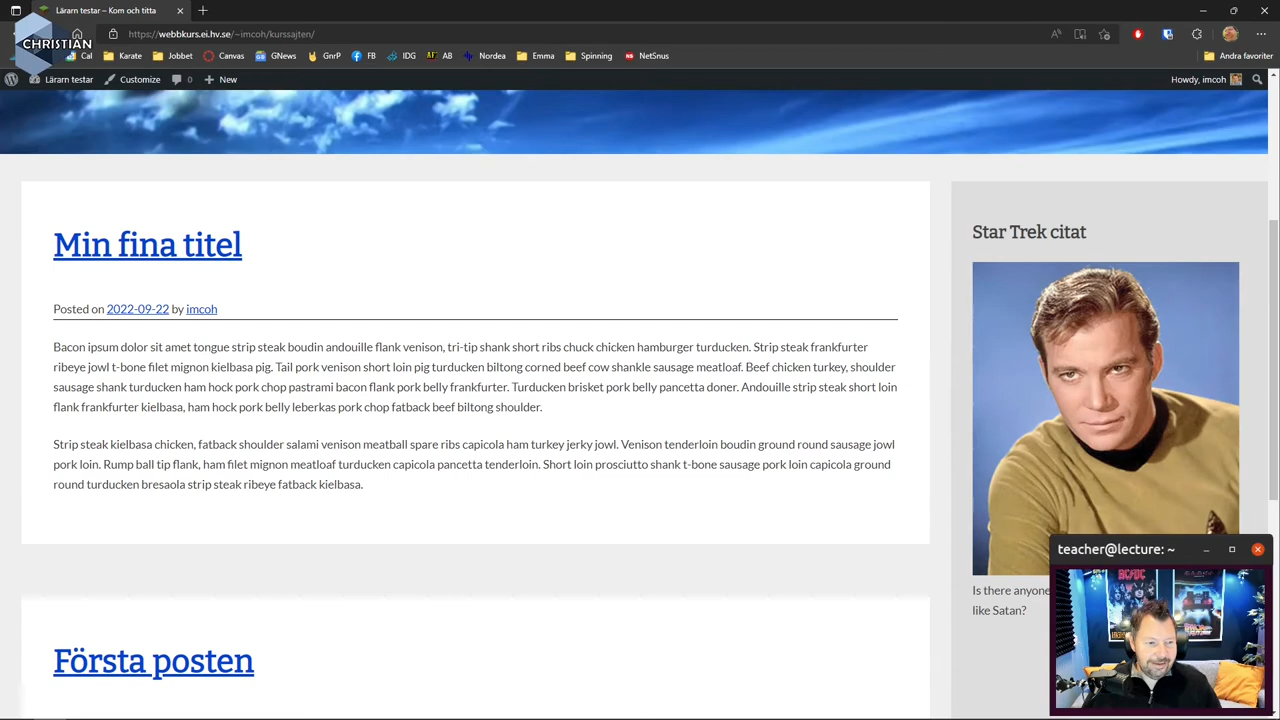 Lärarn testar – Kom och titta
CHRISTIAN
https://webbkurs.ei.hv.se/~imcoh/kurssajten/
Cal
Karate
Dropbox
Droid
Canvas
GNews
GnrP
FB
IDG
AF AB
Nordea
Emma
Spinning
NS NetSnus
Andra favoriter
Lärarn testar
Customize
0
New
Howdy, imcoh
Min fina titel
Posted on 2022-09-22 by imcoh
Bacon ipsum dolor sit amet tongue strip steak boudin andouille flank venison, tri-tip shank short ribs chuck chicken hamburger turducken. Strip steak frankfurter
ribeye jowl t-bone filet mignon kielbasa pig. Tail pork venison short loin pig turducken biltong corned beef cow shankle sausage meatloaf. Beef chicken turkey, shoulder
sausage shank turducken ham hock pork chop pastrami bacon flank pork belly frankfurter. Turducken brisket pork belly pancetta doner. Andouille strip steak short loin
flank frankfurter kielbasa, ham hock pork belly leberkas pork chop fatback beef biltong shoulder.
Strip steak kielbasa chicken, fatback shoulder salami venison meatball spare ribs capicola ham turkey jerky jowl. Venison tenderloin boudin ground round sausage jowl
pork loin. Rump ball tip flank, ham filet mignon meatloaf turducken capicola pancetta tenderloin. Short loin prosciutto shank t-bone sausage pork loin capicola ground
round turducken bresaola strip steak ribeye fatback kielbasa.
Första posten
Star Trek citat
Is there anyone
like Satan?
teacher@lecture: ~
AC/DC